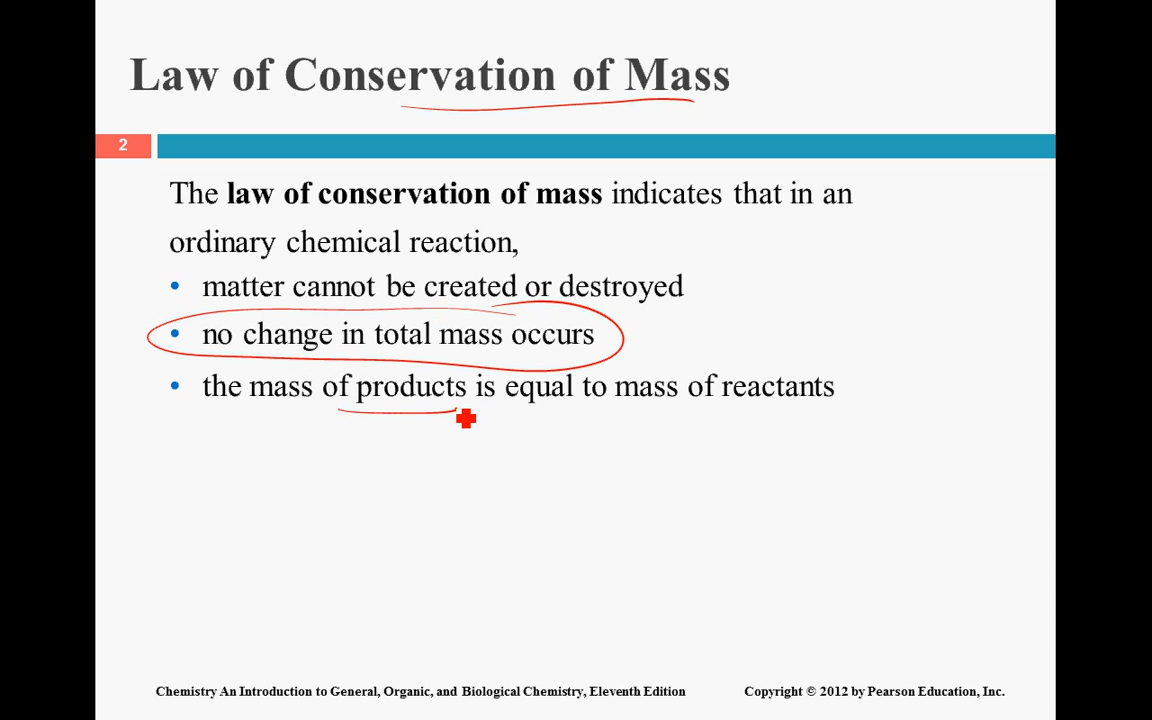 Law of Conservation of Mass
2
The law of conservation of mass indicates that in an
ordinary chemical reaction,
• matter cannot be created or destroyed
• no change in total mass occurs
• the mass of products is equal to mass of reactants
Chemistry An Introduction to General, Organic, and Biological Chemistry, Eleventh Edition Copyright © 2012 by Pearson Education, Inc.